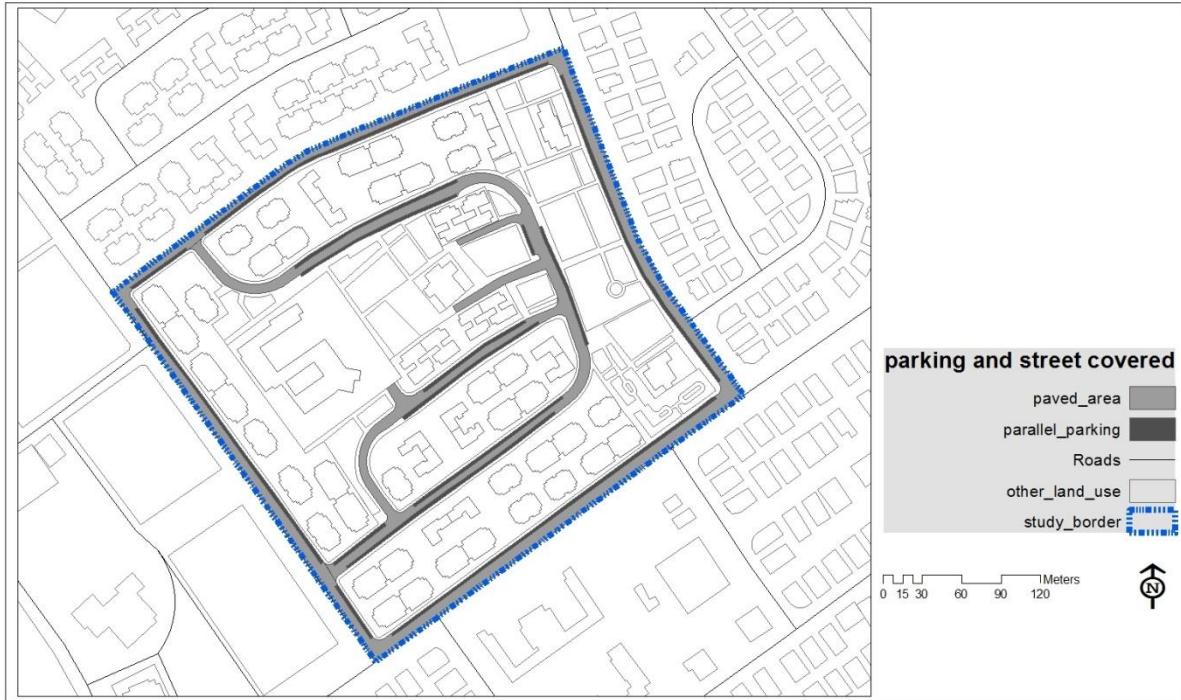 parking and street covered
paved_area
parallel_parking
Roads
other_land_use
study_border
Meters
0 15 30 60 90 120
N